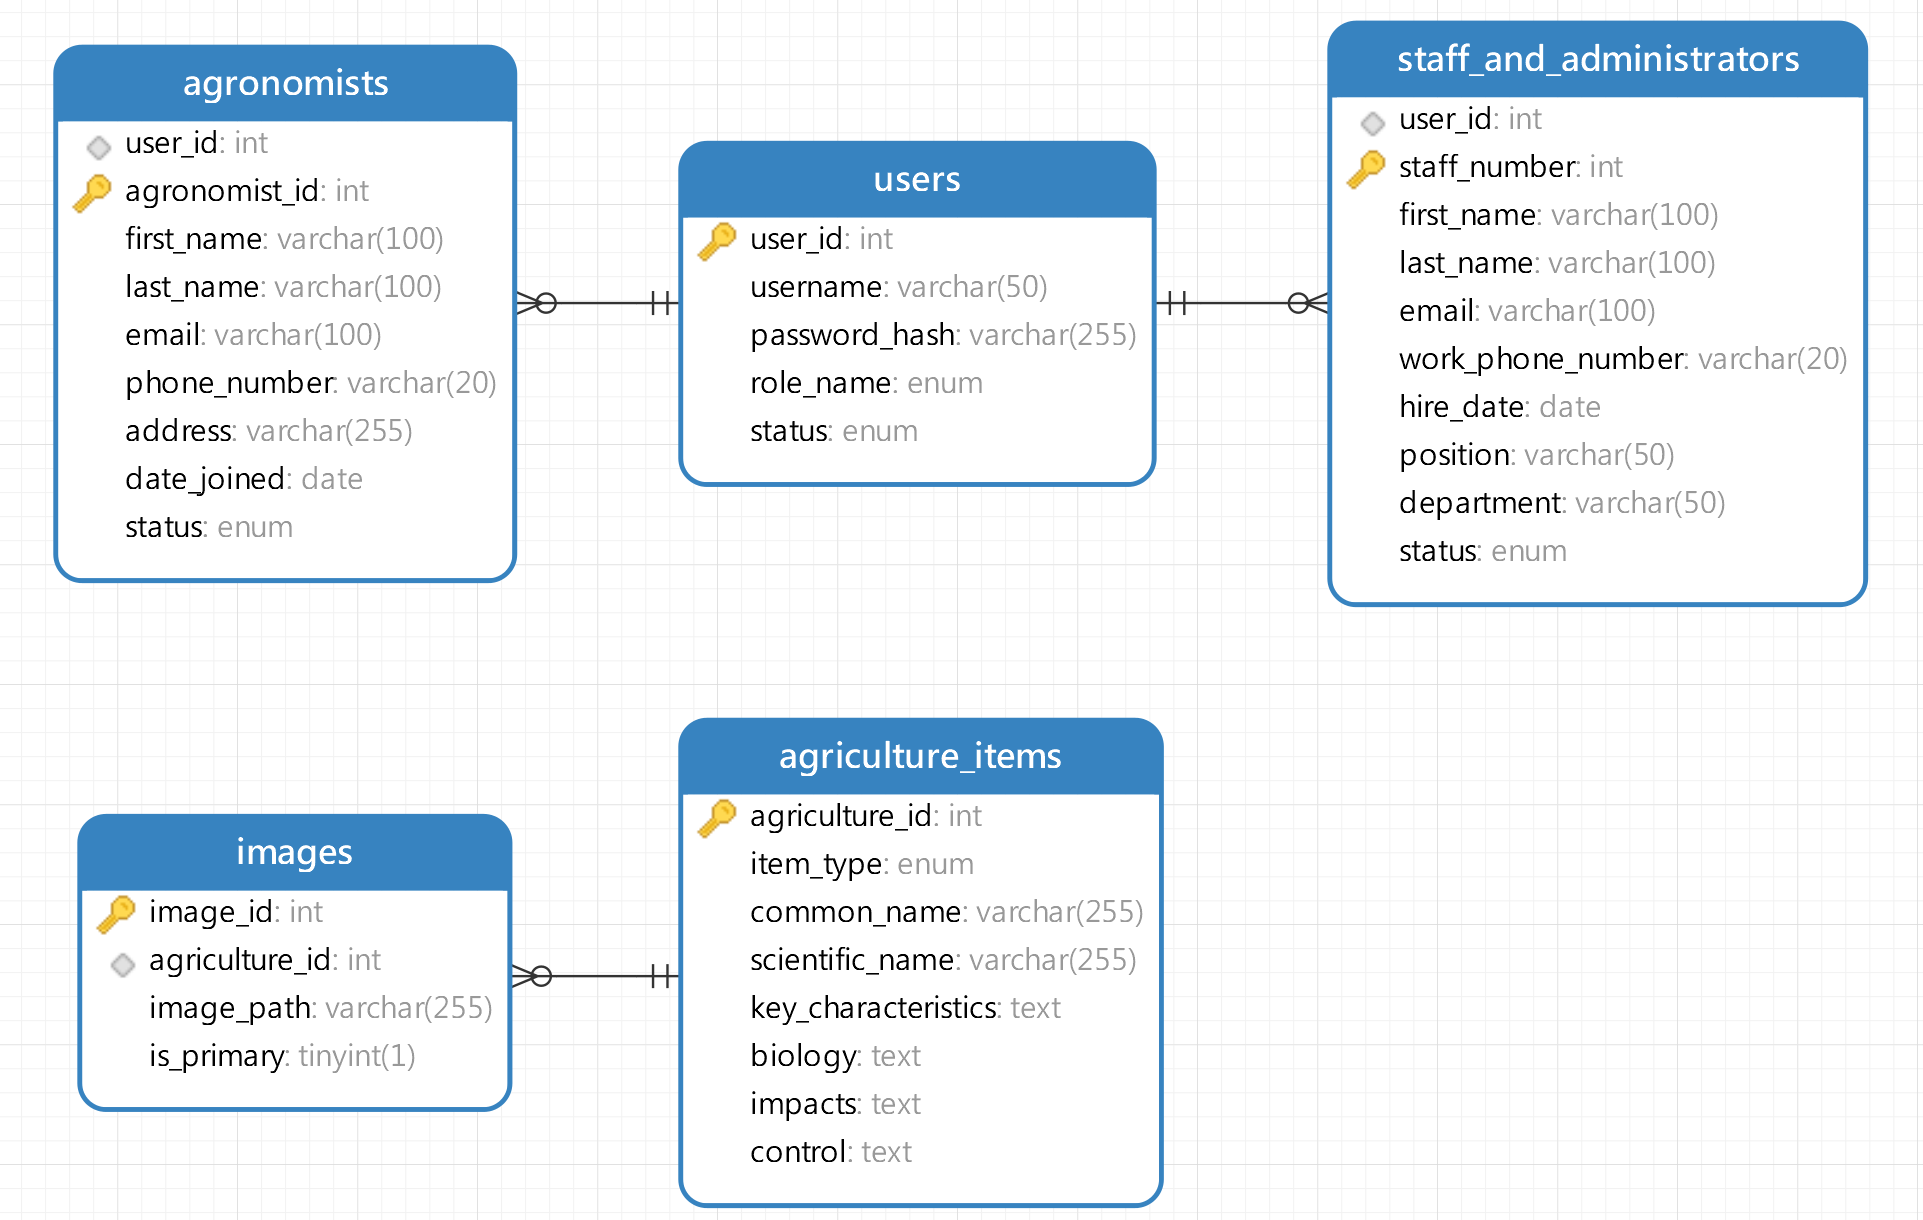 agronomists
user_id: int
agronomist_id: int
first_name: varchar(100)
last_name: varchar(100)
email: varchar(100)
phone_number: varchar(20)
address: varchar(255)
date_joined: date
status: enum
users
user_id: int
username: varchar(50)
password_hash: varchar(255)
role_name: enum
status: enum
staff_and_administrators
user_id: int
staff_number: int
first_name: varchar(100)
last_name: varchar(100)
email: varchar(100)
work_phone_number: varchar(20)
hire_date: date
position: varchar(50)
department: varchar(50)
status: enum
images
image_id: int
agriculture_id: int
image_path: varchar(255)
is_primary: tinyint(1)
agriculture_items
agriculture_id: int
item_type: enum
common_name: varchar(255)
scientific_name: varchar(255)
key_characteristics: text
biology: text
impacts: text
control: text